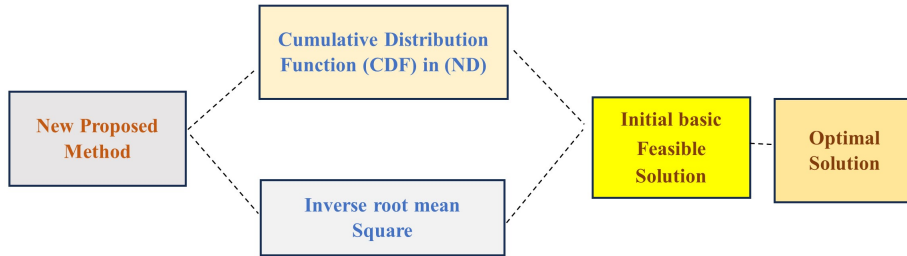 Cumulative Distribution
Function (CDF) in (ND)
New Proposed
Method
Initial basic
Feasible
Solution
Optimal
Solution
Inverse root mean
Square